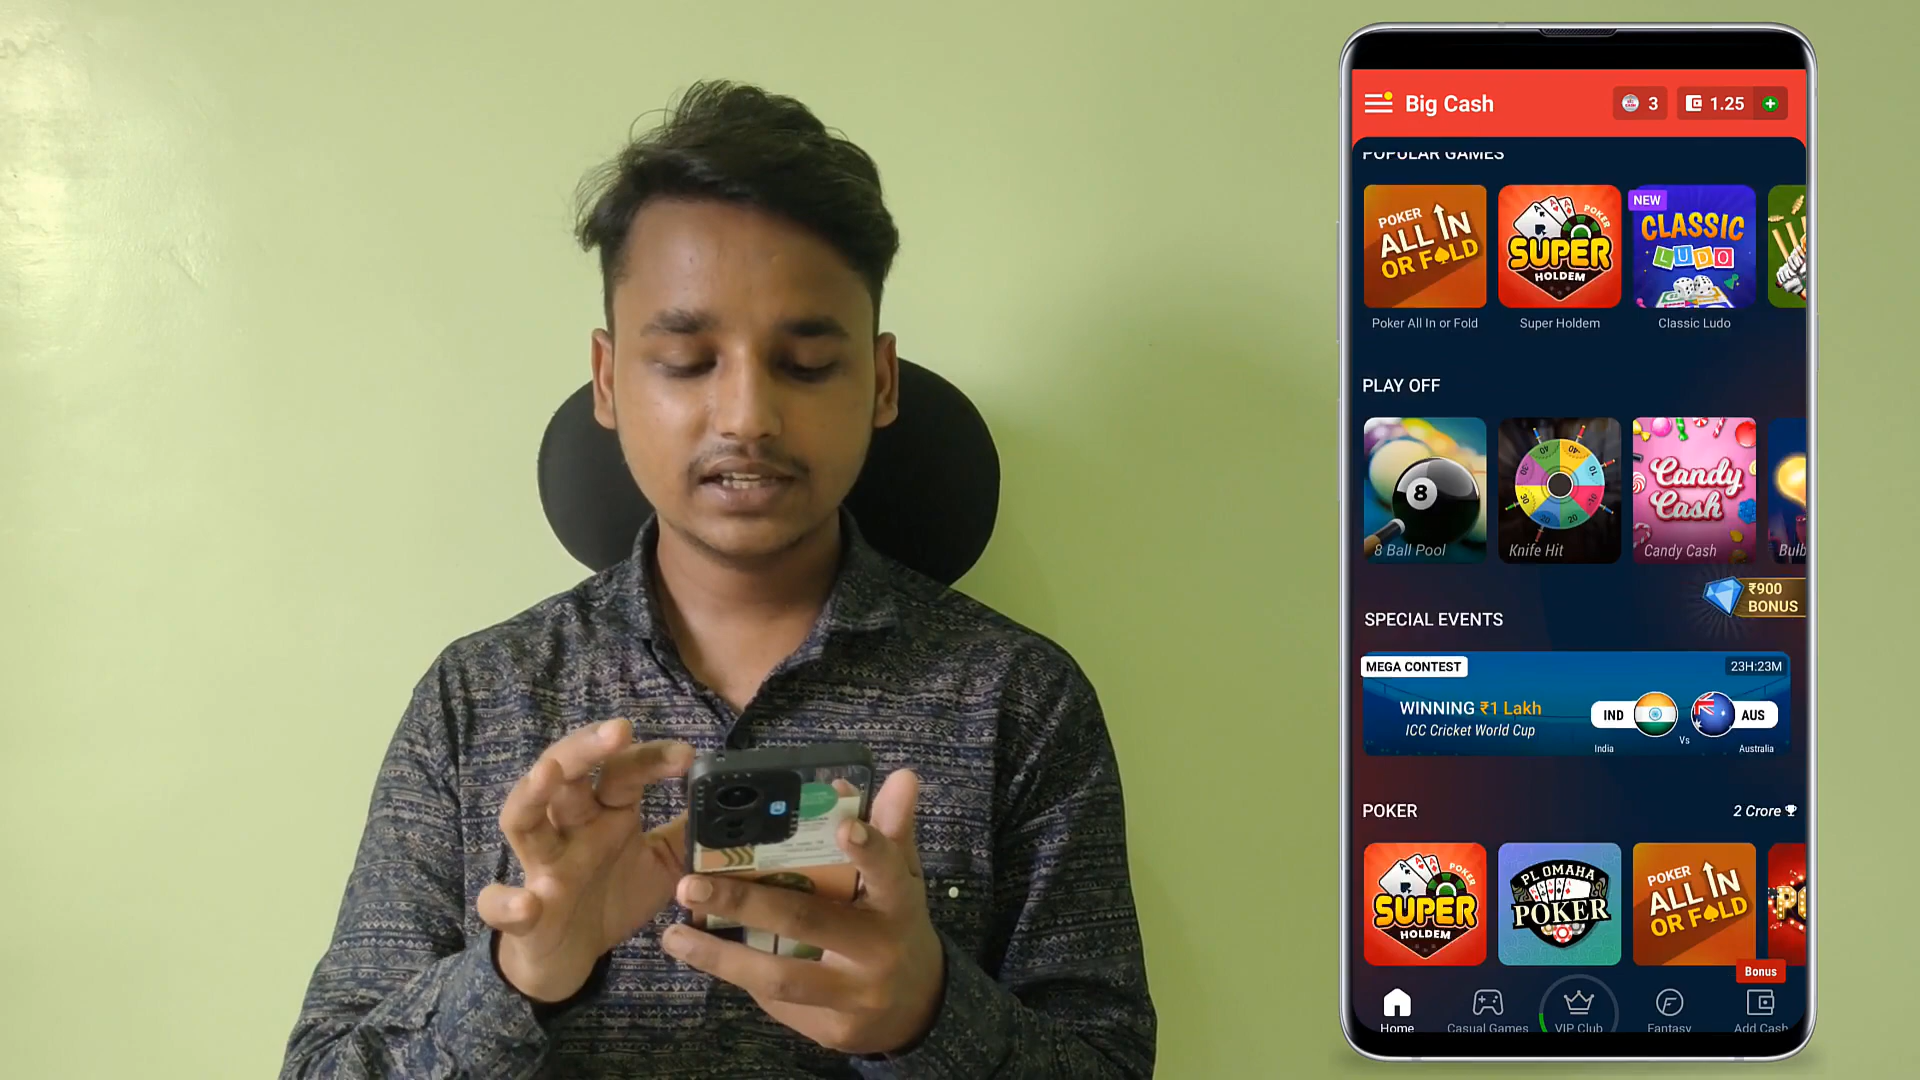 Big Cash
3
1.25
POPULAR GAMES
POKER
ALL IN
OR FOLD
POKER
SUPER
HOLDEM
NEW
CLASSIC
LUDO
Poker All In or Fold
Super Holdem
Classic Ludo
PLAY OFF
8
8 Ball Pool
Knife Hit
Candy
Cash
Candy Cash
Bulb
₹900
BONUS
SPECIAL EVENTS
MEGA CONTEST
23H:23M
WINNING ₹1 Lakh
ICC Cricket World Cup
IND
AUS
Vs
India
Australia
POKER
2 Crore
POKER
SUPER
HOLDEM
PL OMAHA
POKER
POKER
ALL IN
OR FOLD
Bonus
Home
Casual Games
VIP Club
Fantasy
Add Cash